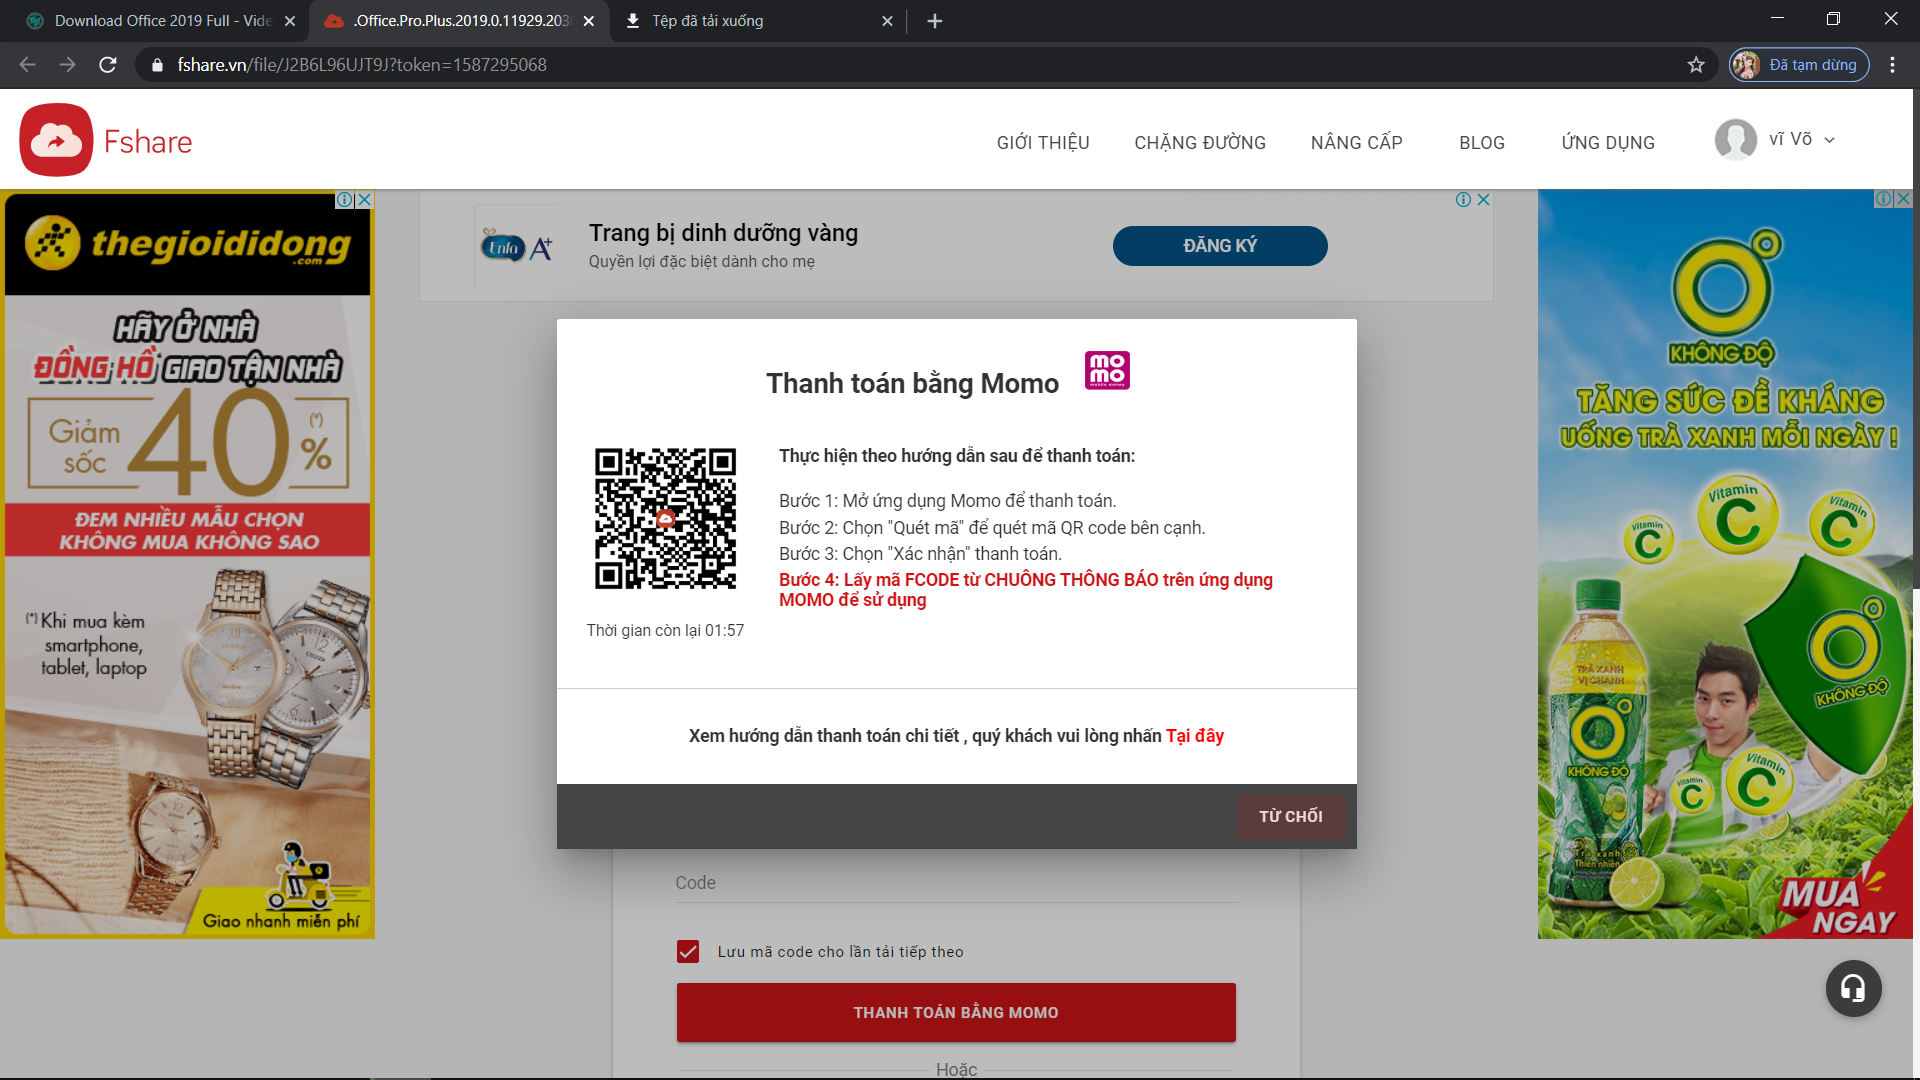 Download Office 2019 Full - Vide
.Office.Pro.Plus.2019.0.11929.203
Tệp đã tải xuống
fshare.vn/file/J2B6L96UJT9J?token=1587295068
Đã tạm dừng
Fshare
GIỚI THIỆU
CHẶNG ĐƯỜNG
NÂNG CẤP
BLOG
ỨNG DỤNG
vĩ Võ
thegioididong
.com
HÃY Ở NHÀ
ĐỒNG HỒ GIAO TẬN NHÀ
Giảm
sốc
40%
(*)
ĐEM NHIỀU MẪU CHỌN
KHÔNG MUA KHÔNG SAO
(*) Khi mua kèm
smartphone,
tablet, laptop
Giao nhanh miễn phí
Enfa A+
Trang bị dinh dưỡng vàng
Quyền lợi đặc biệt dành cho mẹ
ĐĂNG KÝ
Thanh toán bằng Momo
mo
mo
mobile money
Thực hiện theo hướng dẫn sau để thanh toán:
Bước 1: Mở ứng dụng Momo để thanh toán.
Bước 2: Chọn "Quét mã" để quét mã QR code bên cạnh.
Bước 3: Chọn "Xác nhận" thanh toán.
Bước 4: Lấy mã FCODE từ CHUÔNG THÔNG BÁO trên ứng dụng
MOMO để sử dụng
Thời gian còn lại 01:57
Xem hướng dẫn thanh toán chi tiết , quý khách vui lòng nhấn Tại đây
TỪ CHỐI
Code
Lưu mã code cho lần tải tiếp theo
THANH TOÁN BẰNG MOMO
Hoặc
KHÔNG ĐỘ
TĂNG SỨC ĐỀ KHÁNG
UỐNG TRÀ XANH MỖI NGÀY !
Vitamin
C
Vitamin
C
Vitamin
C
TRÀ XANH
VỊ CHANH
KHÔNG ĐỘ
KHÔNG ĐỘ
Vitamin
C
Vitamin
C
Trà xanh
Thiên nhiên
MUA
NGAY